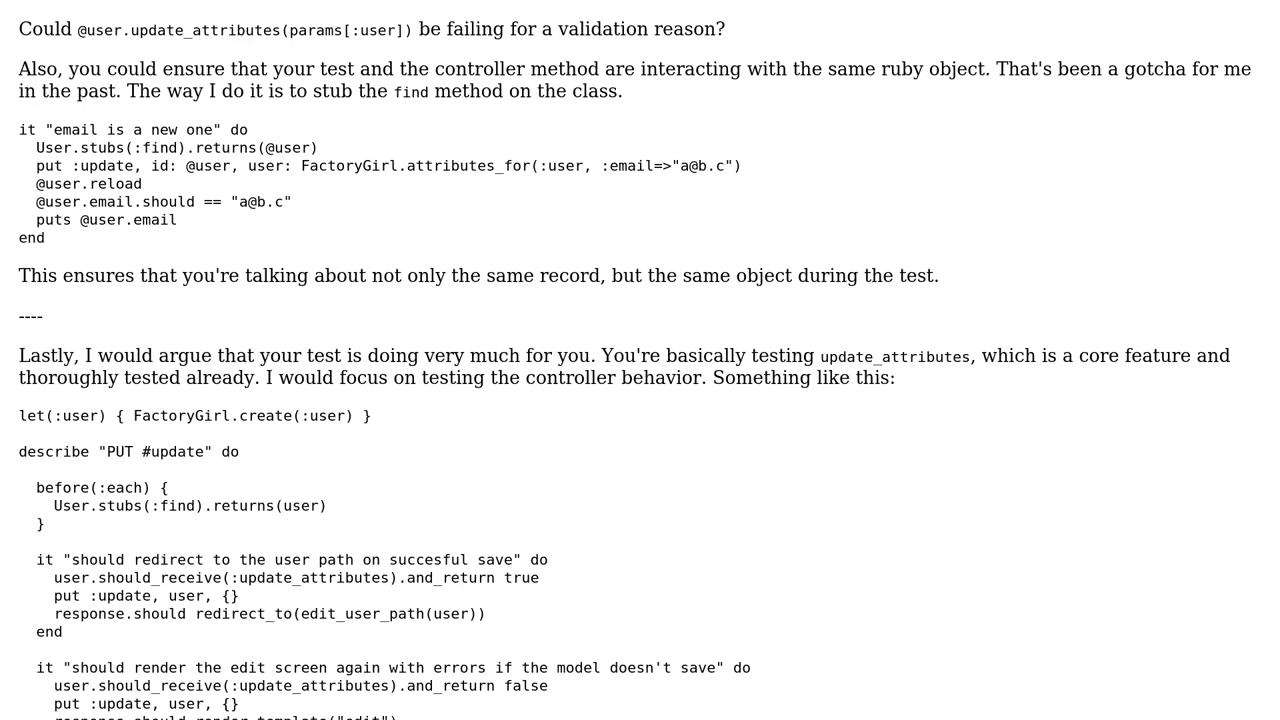 Could @user.update_attributes(params[:user]) be failing for a validation reason?
Also, you could ensure that your test and the controller method are interacting with the same ruby object. That's been a gotcha for me
in the past. The way I do it is to stub the find method on the class.
it "email is a new one" do
  User.stubs(:find).returns(@user)
  put :update, id: @user, user: FactoryGirl.attributes_for(:user, :email=>"a@b.c")
  @user.reload
  @user.email.should == "a@b.c"
  puts @user.email
end
This ensures that you're talking about not only the same record, but the same object during the test.
----
Lastly, I would argue that your test is doing very much for you. You're basically testing update_attributes, which is a core feature and
thoroughly tested already. I would focus on testing the controller behavior. Something like this:
let(:user) { FactoryGirl.create(:user) }
describe "PUT #update" do
  before(:each) {
    User.stubs(:find).returns(user)
  }
  it "should redirect to the user path on succesful save" do
    user.should_receive(:update_attributes).and_return true
    put :update, user, {}
    response.should redirect_to(edit_user_path(user))
  end
  it "should render the edit screen again with errors if the model doesn't save" do
    user.should_receive(:update_attributes).and_return false
    put :update, user, {}
    response.should render_template("edit")